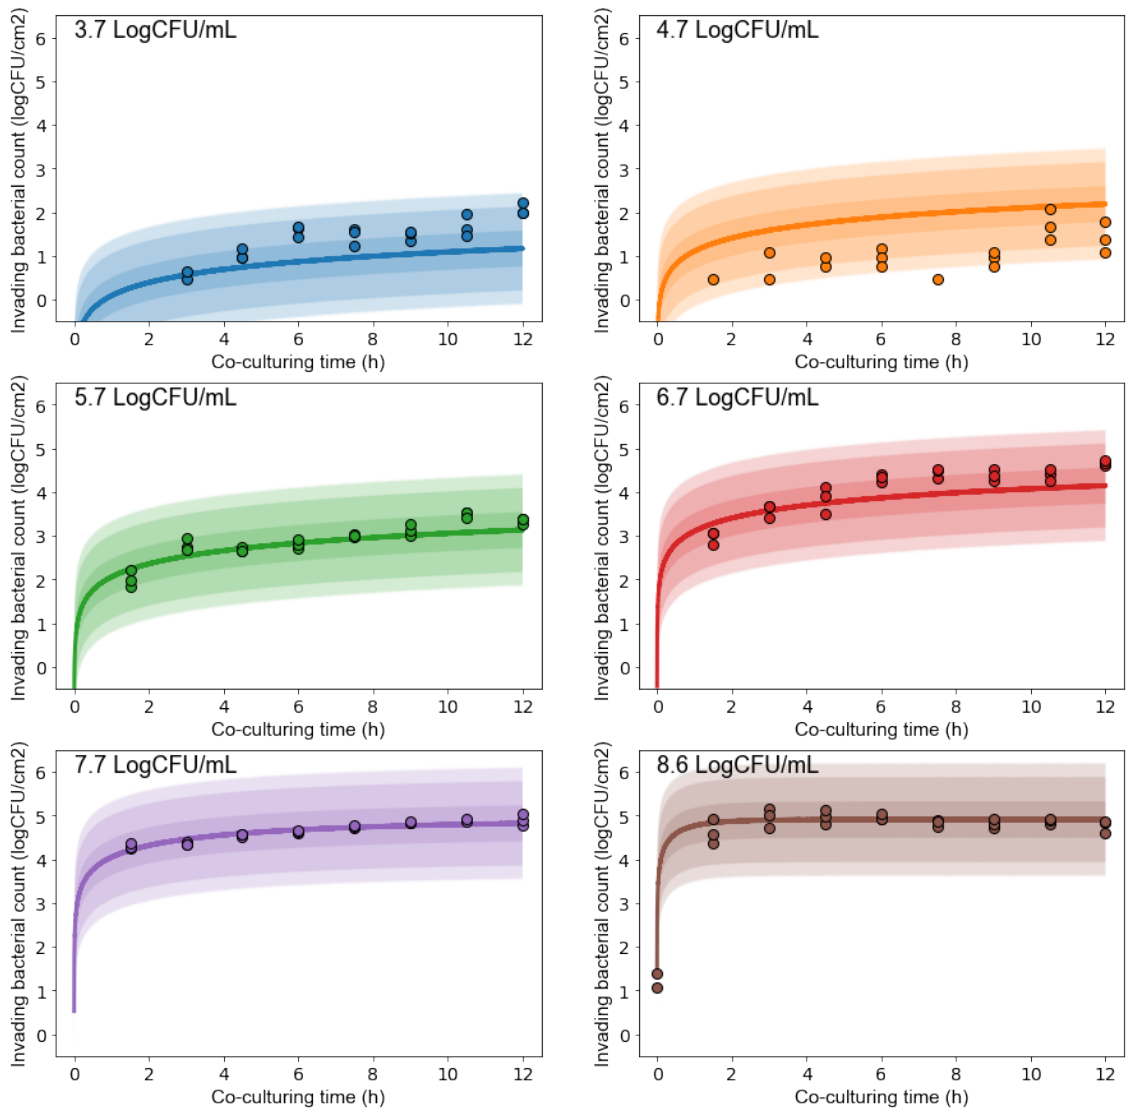 3.7 LogCFU/mL
Invading bacterial count (logCFU/cm2)
6
5
4
3
2
1
0
0 2 4 6 8 10 12
Co-culturing time (h)
4.7 LogCFU/mL
Invading bacterial count (logCFU/cm2)
6
5
4
3
2
1
0
0 2 4 6 8 10 12
Co-culturing time (h)
5.7 LogCFU/mL
Invading bacterial count (logCFU/cm2)
6
5
4
3
2
1
0
0 2 4 6 8 10 12
Co-culturing time (h)
6.7 LogCFU/mL
Invading bacterial count (logCFU/cm2)
6
5
4
3
2
1
0
0 2 4 6 8 10 12
Co-culturing time (h)
7.7 LogCFU/mL
Invading bacterial count (logCFU/cm2)
6
5
4
3
2
1
0
0 2 4 6 8 10 12
Co-culturing time (h)
8.6 LogCFU/mL
Invading bacterial count (logCFU/cm2)
6
5
4
3
2
1
0
0 2 4 6 8 10 12
Co-culturing time (h)